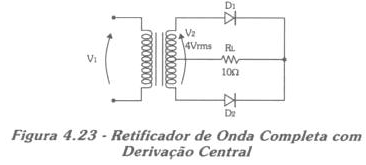 D1
V1
V2
4Vrms
RL
10Ω
D2
Figura 4.23 - Retificador de Onda Completa com
Derivação Central